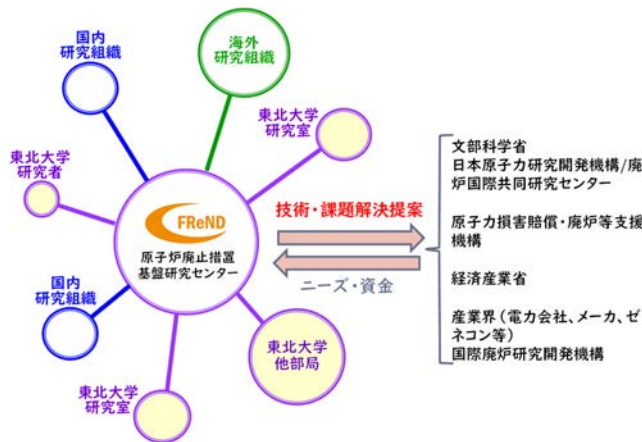 国内
研究組織
海外
研究組織
東北大学
研究室
東北大学
研究者
FReND
原子炉廃止措置
基盤研究センター
国内
研究組織
東北大学
研究室
東北大学
他部局
技術・課題解決提案
ニーズ・資金
文部科学省
日本原子力研究開発機構/廃
炉国際共同研究センター
原子力損害賠償・廃炉等支援
機構
経済産業省
産業界（電力会社、メーカ、ゼ
ネコン等）
国際廃炉研究開発機構